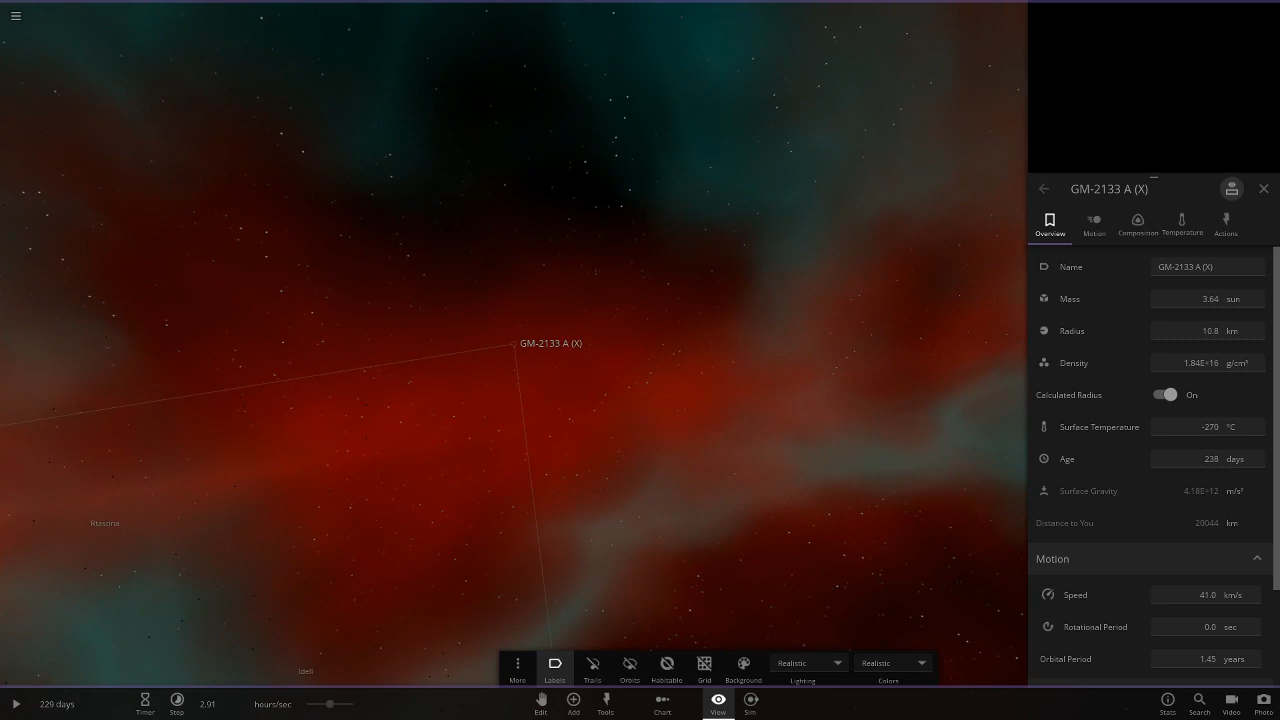 GM-2133 A (X)
Overview
Motion
Composition
Temperature
Actions
Name GM-2133 A (X)
Mass 3.64 sun
Radius 10.8 km
Density 1.84E+16 g/cm³
Calculated Radius On
Surface Temperature -270 °C
Age 238 days
Surface Gravity 4.18E+12 m/s²
Distance to You 20044 km
Motion
Speed 41.0 km/s
Rotational Period 0.0 sec
Orbital Period 1.45 years
GM-2133 A (X)
Rtascina
Idell
More
Labels
Trails
Orbits
Habitable
Grid
Background
Realistic
Lighting
Realistic
Colors
229 days
Timer
Step
2.91 hours/sec
Edit
Add
Tools
Chart
View
Sim
Stats
Search
Video
Photo